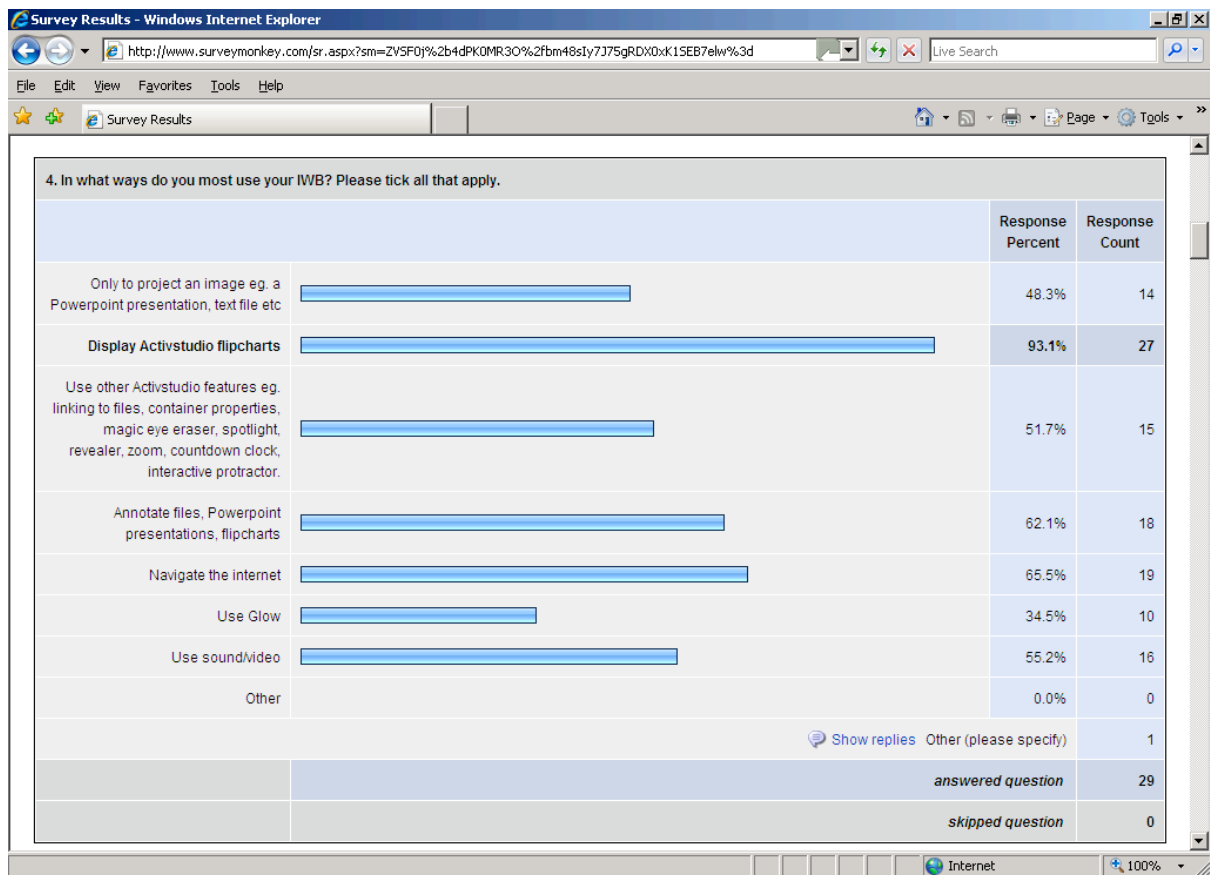 Survey Results - Windows Internet Explorer
http://www.surveymonkey.com/sr.aspx?sm=ZV5F0j%2b4dPK0MR3O%2fbm48sIy7J75gRDX0xK1SEB7elw%3d
Live Search
File Edit View Favorites Tools Help
Survey Results
Page Tools »
4. In what ways do you most use your IWB? Please tick all that apply.
Response Percent
Response Count
Only to project an image eg. a
Powerpoint presentation, text file etc
48.3% 14
Display Activstudio flipcharts 93.1% 27
Use other Activstudio features eg.
linking to files, container properties,
magic eye eraser, spotlight,
revealer, zoom, countdown clock,
interactive protractor.
51.7% 15
Annotate files, Powerpoint
presentations, flipcharts
62.1% 18
Navigate the internet 65.5% 19
Use Glow 34.5% 10
Use sound/video 55.2% 16
Other 0.0% 0
Show replies Other (please specify) 1
answered question 29
skipped question 0
Internet 100%